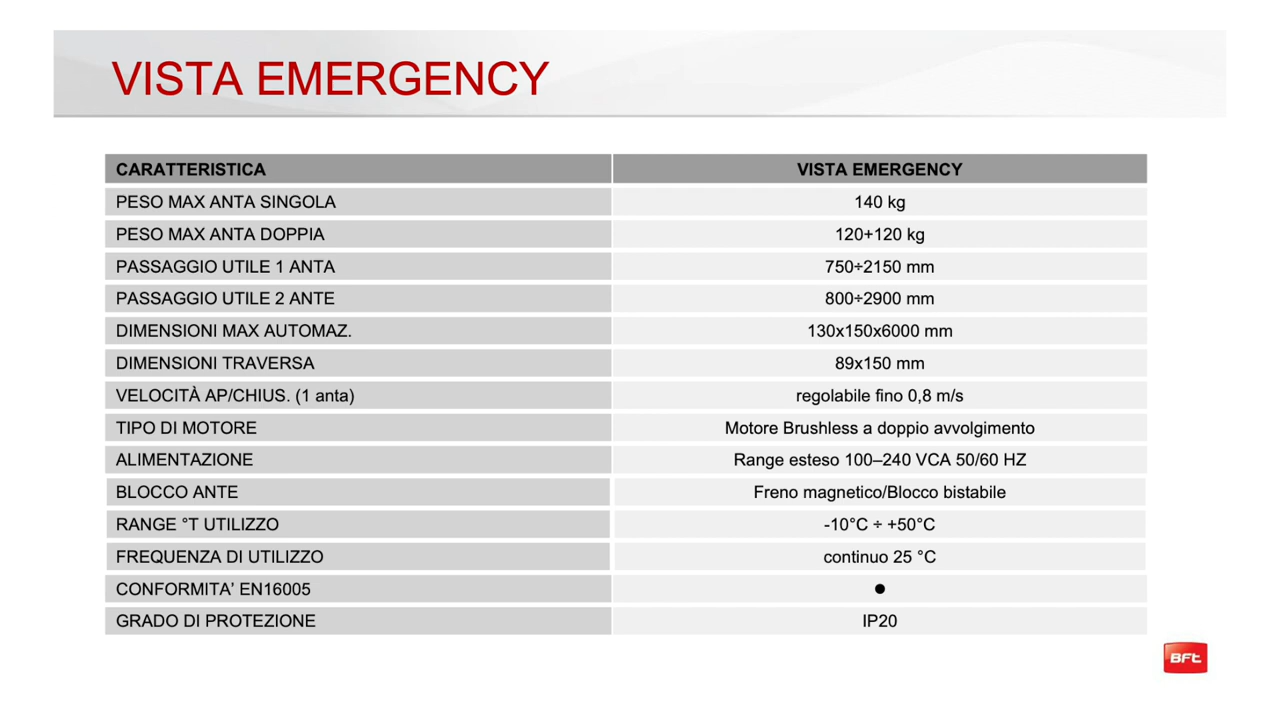 VISTA EMERGENCY
CARATTERISTICA VISTA EMERGENCY
PESO MAX ANTA SINGOLA 140 kg
PESO MAX ANTA DOPPIA 120+120 kg
PASSAGGIO UTILE 1 ANTA 750÷2150 mm
PASSAGGIO UTILE 2 ANTE 800÷2900 mm
DIMENSIONI MAX AUTOMAZ. 130x150x6000 mm
DIMENSIONI TRAVERSA 89x150 mm
VELOCITÀ AP/CHIUS. (1 anta) regolabile fino 0,8 m/s
TIPO DI MOTORE Motore Brushless a doppio avvolgimento
ALIMENTAZIONE Range esteso 100–240 VCA 50/60 HZ
BLOCCO ANTE Freno magnetico/Blocco bistabile
RANGE °T UTILIZZO -10°C ÷ +50°C
FREQUENZA DI UTILIZZO continuo 25 °C
CONFORMITA’ EN16005 ●
GRADO DI PROTEZIONE IP20
BFt